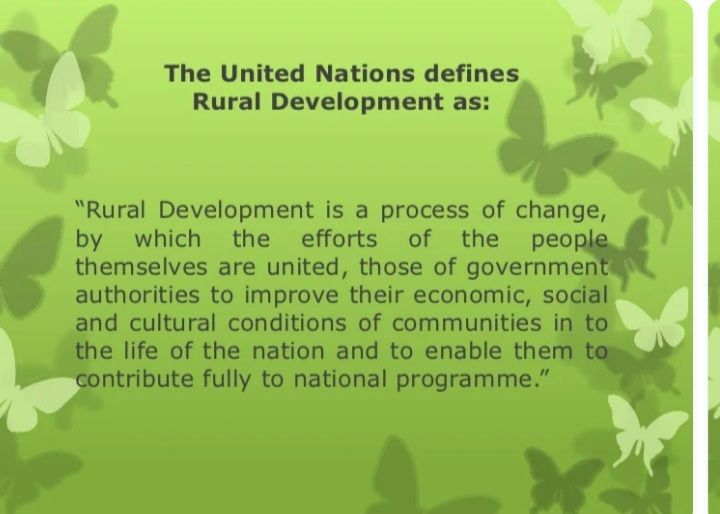 The United Nations defines
Rural Development as:
“Rural Development is a process of change,
by which the efforts of the people
themselves are united, those of government
authorities to improve their economic, social
and cultural conditions of communities in to
the life of the nation and to enable them to
contribute fully to national programme.”